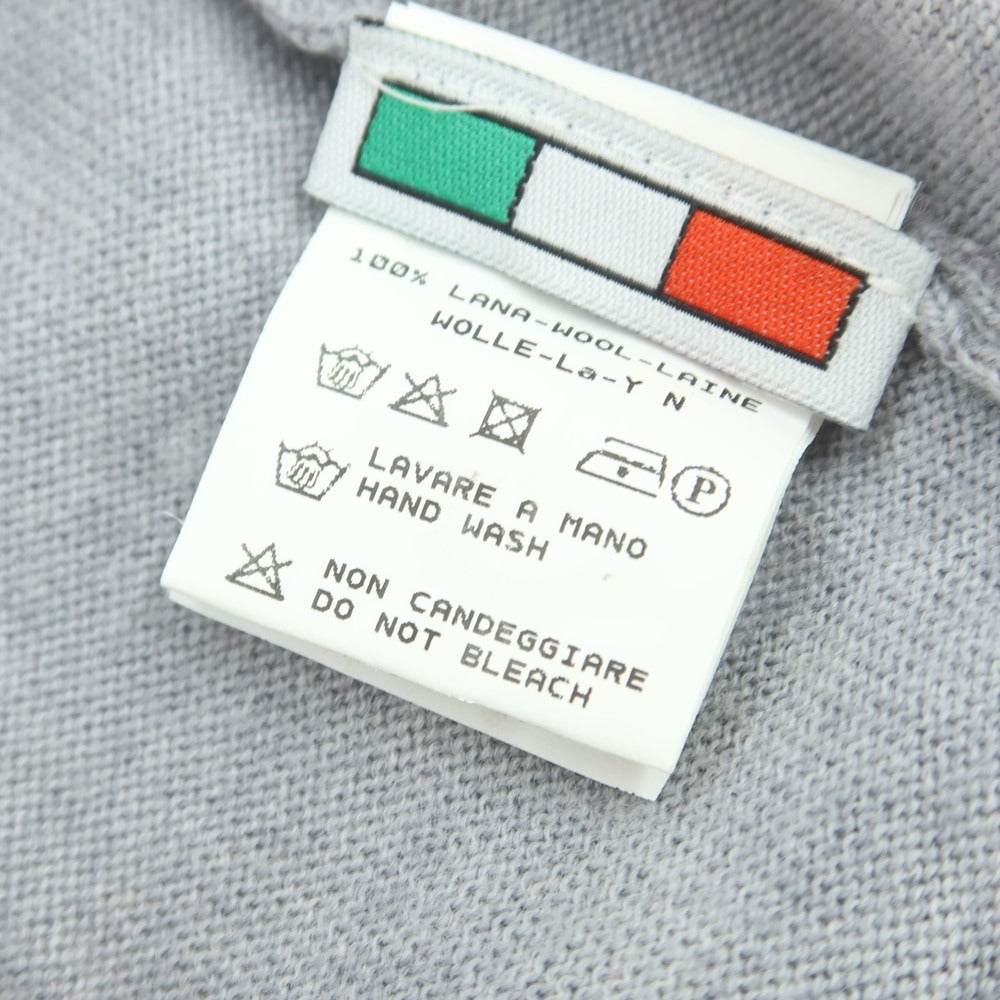 100% LANA-WOOL-LAINE
WOLLE-La-Y N
P
LAVARE A MANO
HAND WASH
NON CANDEGGIARE
DO NOT BLEACH